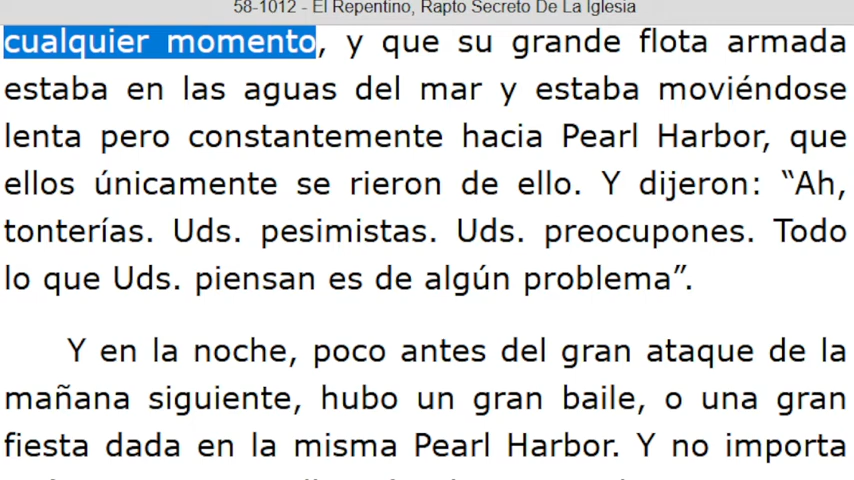 58-1012 - El Repentino, Rapto Secreto De La Iglesia
cualquier momento, y que su grande flota armada
estaba en las aguas del mar y estaba moviéndose
lenta pero constantemente hacia Pearl Harbor, que
ellos únicamente se rieron de ello. Y dijeron: “Ah,
tonterías. Uds. pesimistas. Uds. preocupones. Todo
lo que Uds. piensan es de algún problema”.
Y en la noche, poco antes del gran ataque de la
mañana siguiente, hubo un gran baile, o una gran
fiesta dada en la misma Pearl Harbor. Y no importa